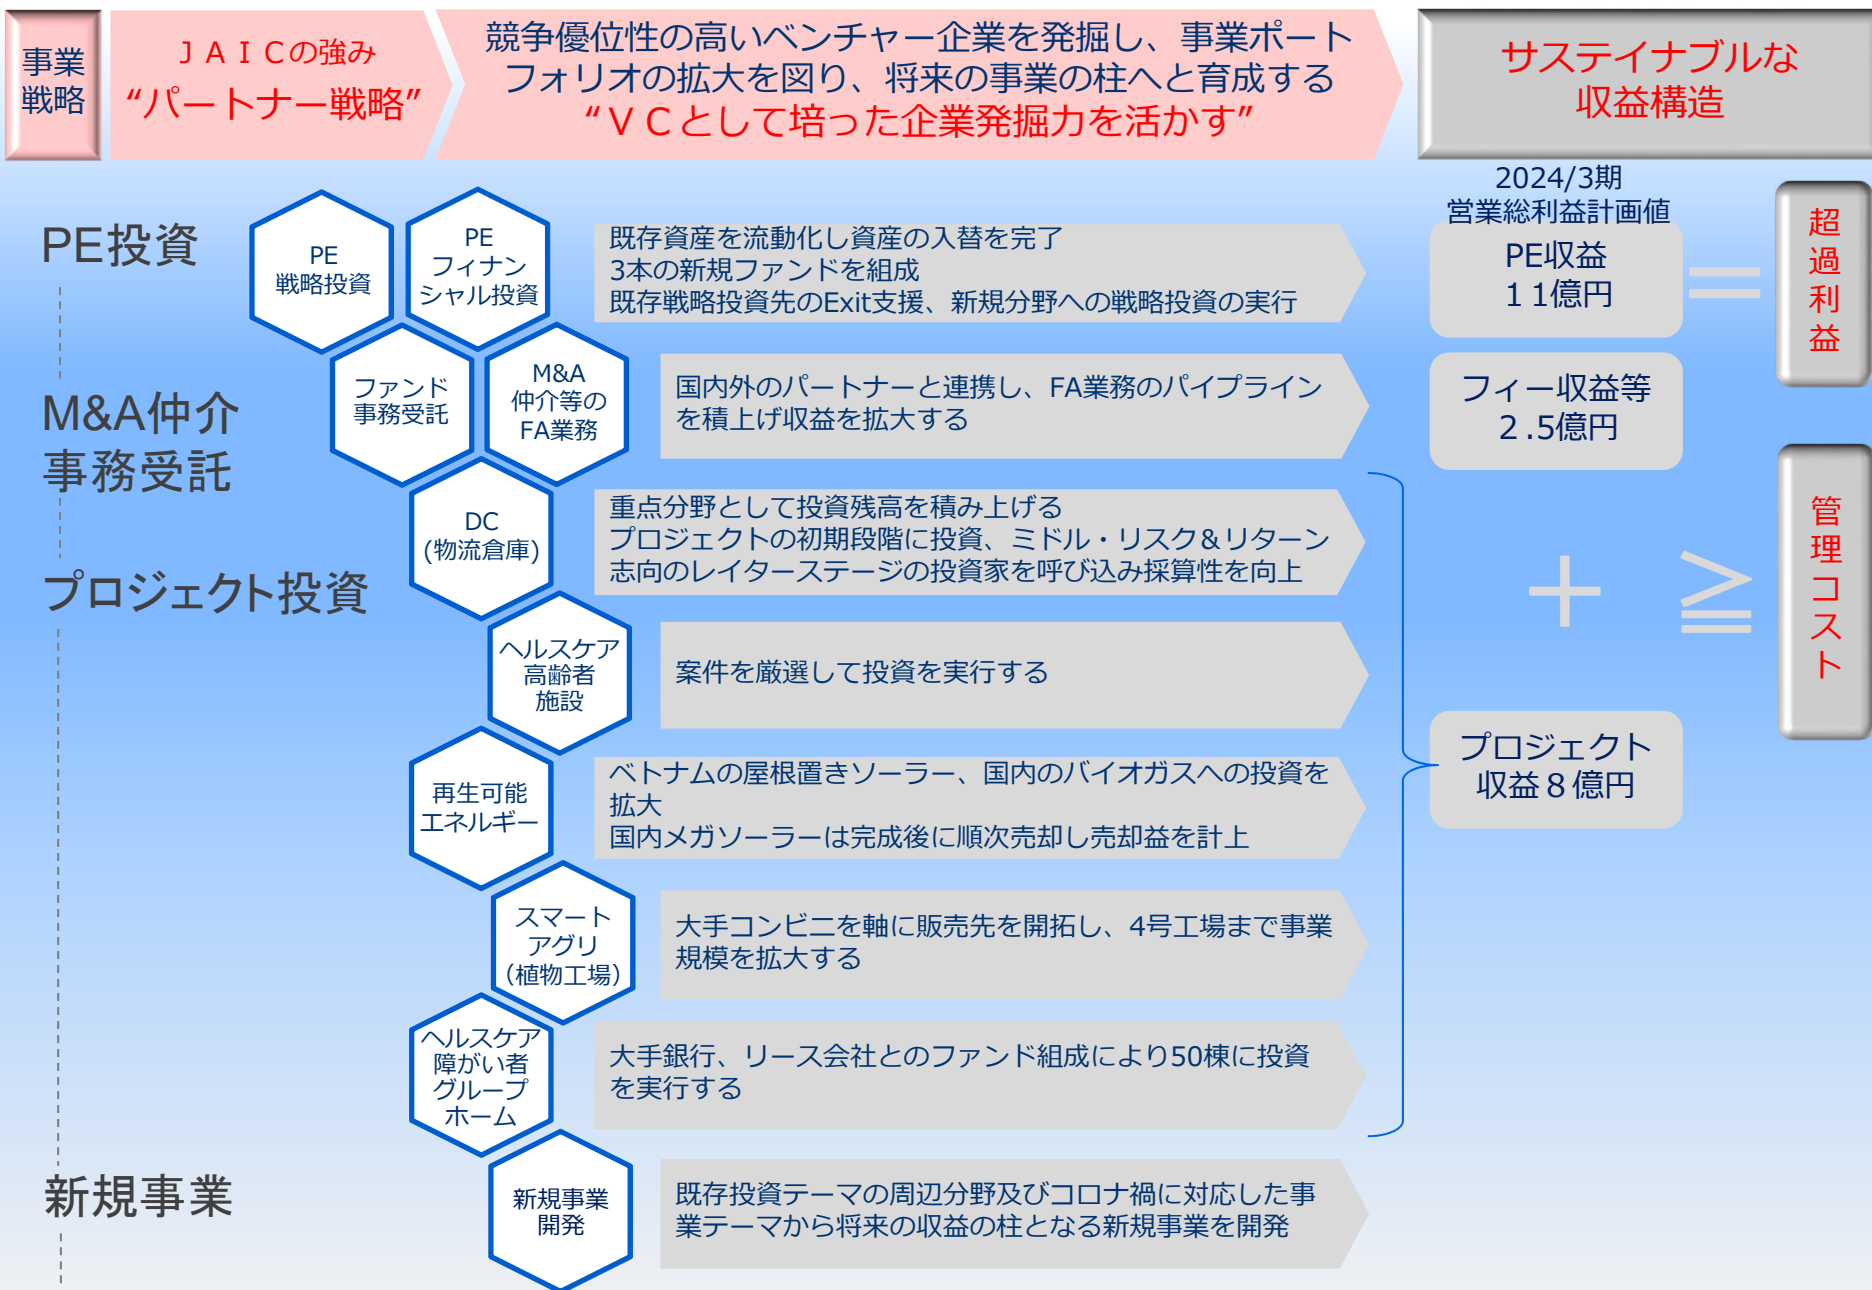 事業
戦略
ＪＡＩＣの強み
“パートナー戦略”
競争優位性の高いベンチャー企業を発掘し、事業ポート
フォリオの拡大を図り、将来の事業の柱へと育成する
“ＶＣとして培った企業発掘力を活かす”
サステイナブルな
収益構造
PE投資
PE
戦略投資
PE
フィナン
シャル投資
既存資産を流動化し資産の入替を完了
3本の新規ファンドを組成
既存戦略投資先のExit支援、新規分野への戦略投資の実行
2024/3期
営業総利益計画値
PE収益
１1億円
＝
超
過
利
益
M&A仲介
事務受託
ファンド
事務受託
M&A
仲介等の
FA業務
国内外のパートナーと連携し、FA業務のパイプライン
を積上げ収益を拡大する
フィー収益等
２.5億円
プロジェクト投資
DC
(物流倉庫)
重点分野として投資残高を積み上げる
プロジェクトの初期段階に投資、ミドル・リスク＆リターン
志向のレイターステージの投資家を呼び込み採算性を向上
＋
≧
管
理
コ
ス
ト
ヘルスケア
高齢者
施設
案件を厳選して投資を実行する
プロジェクト
収益８億円
再生可能
エネルギー
ベトナムの屋根置きソーラー、国内のバイオガスへの投資を
拡大
国内メガソーラーは完成後に順次売却し売却益を計上
スマート
アグリ
（植物工場）
大手コンビニを軸に販売先を開拓し、4号工場まで事業
規模を拡大する
ヘルスケア
障がい者
グループ
ホーム
大手銀行、リース会社とのファンド組成により50棟に投資
を実行する
新規事業
新規事業
開発
既存投資テーマの周辺分野及びコロナ禍に対応した事
業テーマから将来の収益の柱となる新規事業を開発